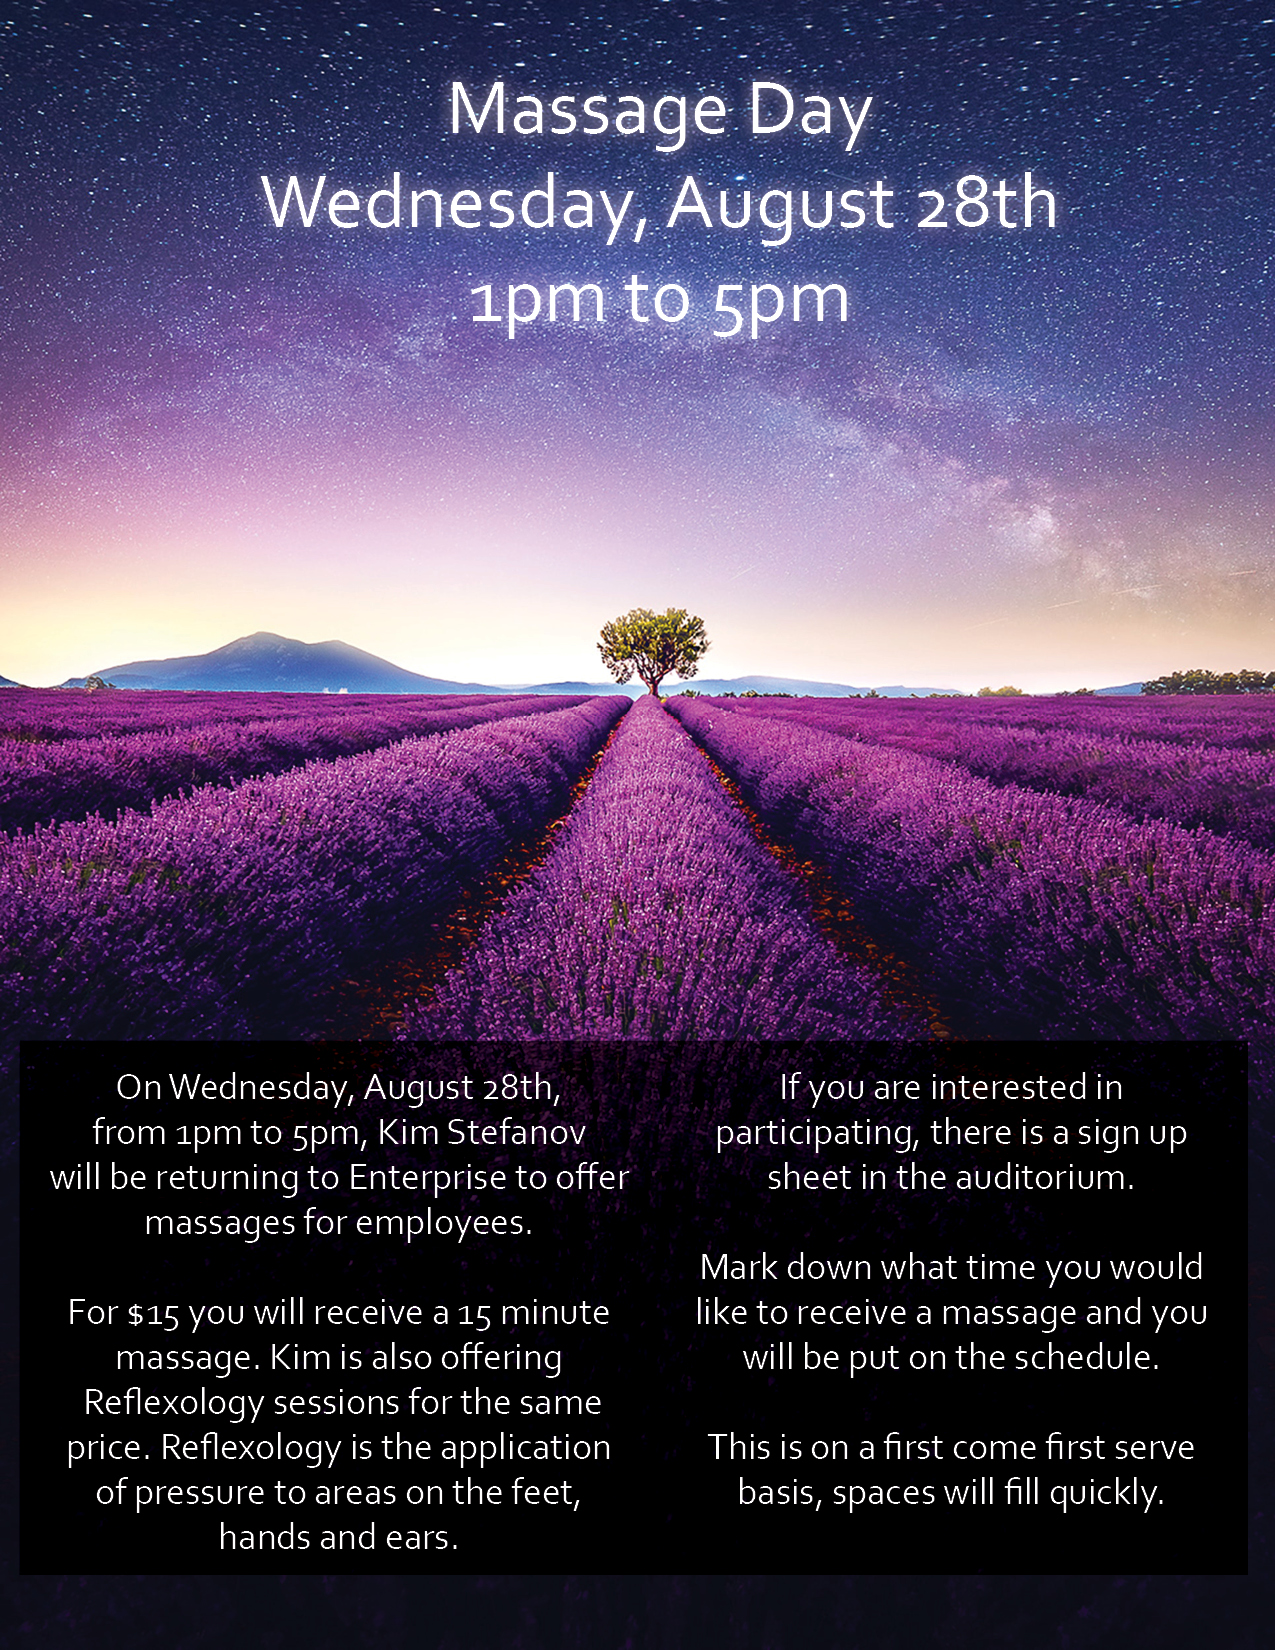 Massage Day
Wednesday, August 28th
1pm to 5pm
On Wednesday, August 28th,
from 1pm to 5pm, Kim Stefanov
will be returning to Enterprise to offer
massages for employees.
For $15 you will receive a 15 minute
massage. Kim is also offering
Reflexology sessions for the same
price. Reflexology is the application
of pressure to areas on the feet,
hands and ears.
If you are interested in
participating, there is a sign up
sheet in the auditorium.
Mark down what time you would
like to receive a massage and you
will be put on the schedule.
This is on a first come first serve
basis, spaces will fill quickly.